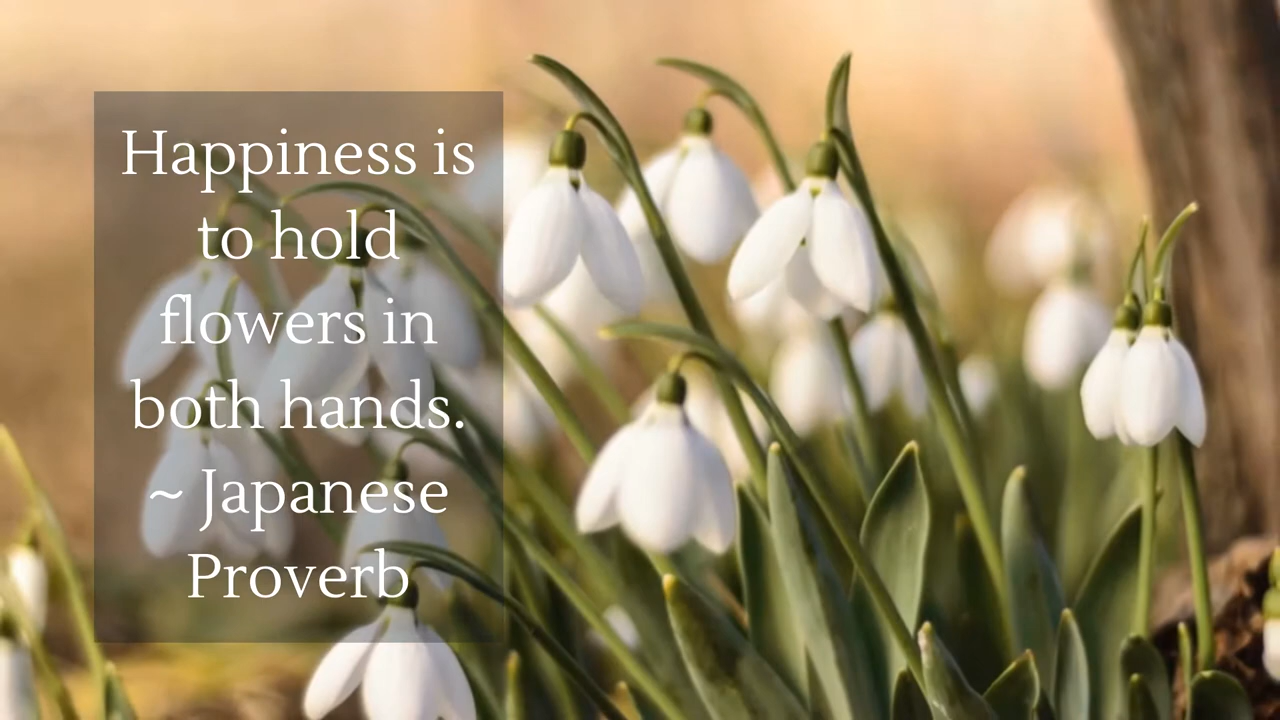 Happiness is
to hold
flowers in
both hands.
~ Japanese
Proverb